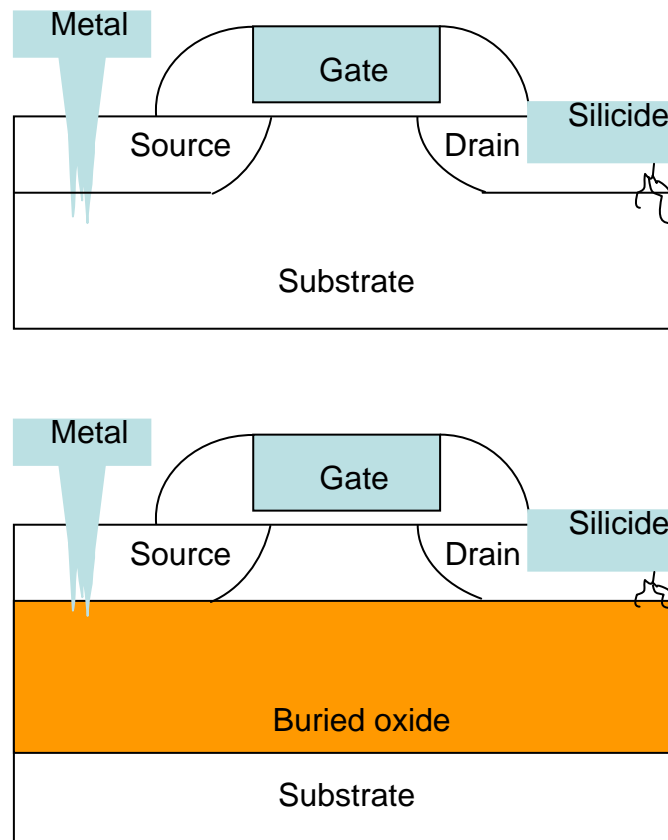 Metal
Gate
Silicide
Source
Drain
Substrate
Metal
Gate
Silicide
Source
Drain
Buried oxide
Substrate